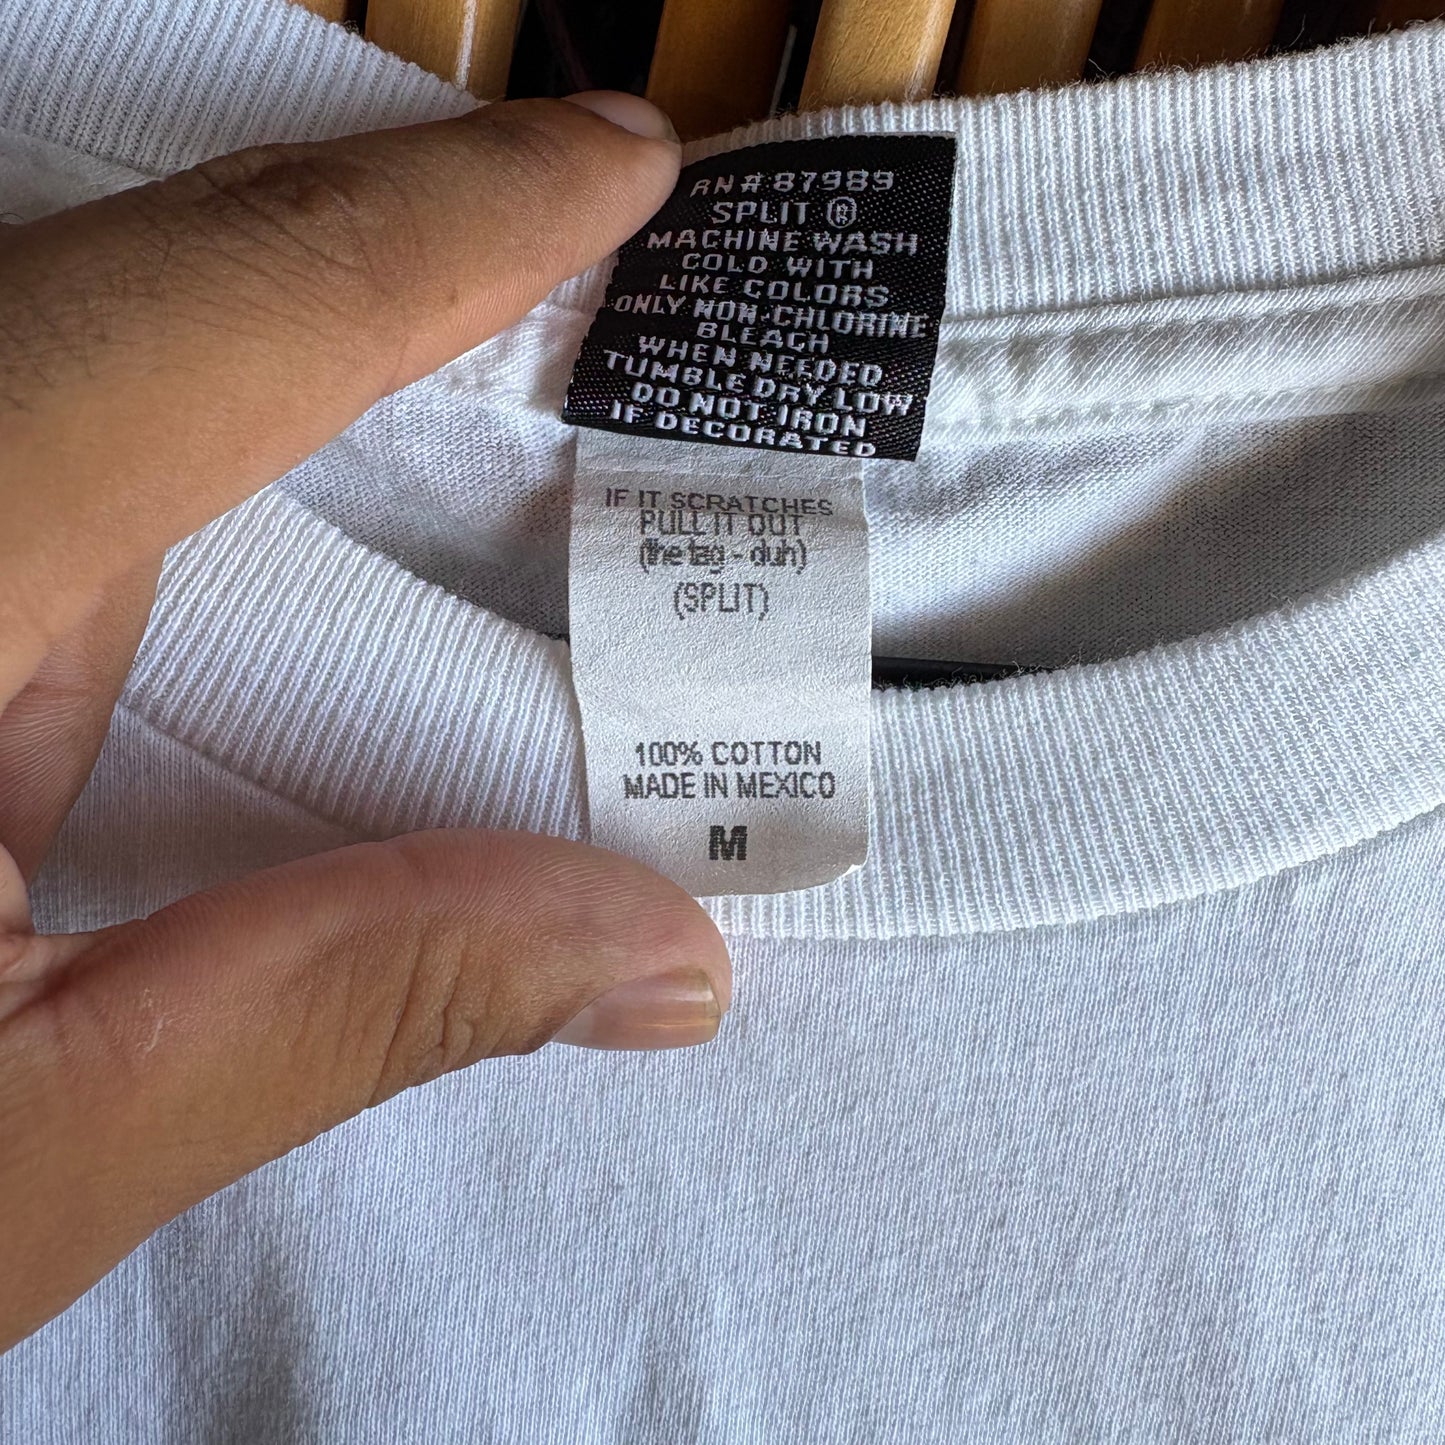 RN # 87989
SPLIT ®
MACHINE WASH
COLD WITH
LIKE COLORS
ONLY NON-CHLORINE
BLEACH
WHEN NEEDED
TUMBLE DRY LOW
DO NOT IRON
IF DECORATED
IF IT SCRATCHES
PULL IT OUT
(the tag - duh)
(SPLIT)
100% COTTON
MADE IN MEXICO
M